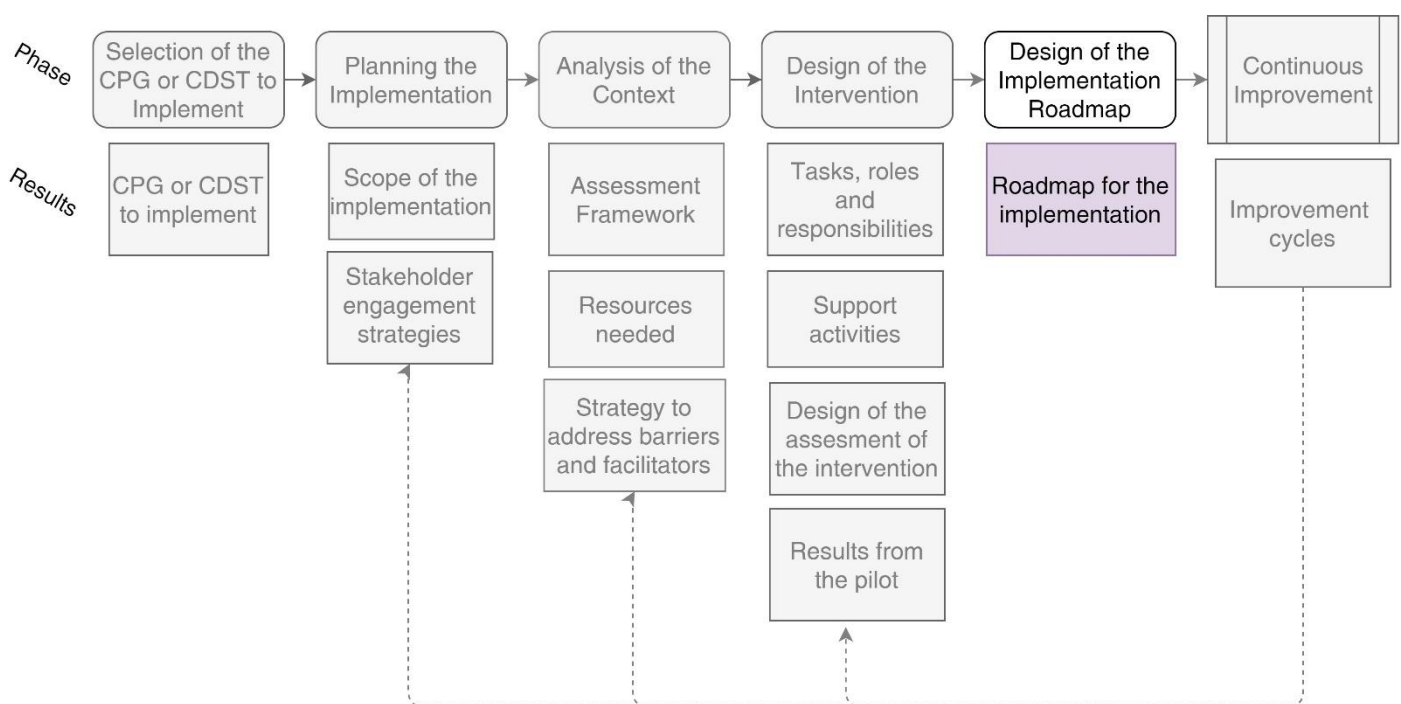 Phase
Selection of the
CPG or CDST to
Implement
Planning the
Implementation
Analysis of the
Context
Design of the
Intervention
Design of the
Implementation
Roadmap
Continuous
Improvement
Results
CPG or CDST
to implement
Scope of the
implementation
Stakeholder
engagement
strategies
Assessment
Framework
Resources
needed
Strategy to
address barriers
and facilitators
Tasks, roles
and
responsibilities
Support
activities
Design of the
assesment of
the intervention
Results from
the pilot
Roadmap for the
implementation
Improvement
cycles